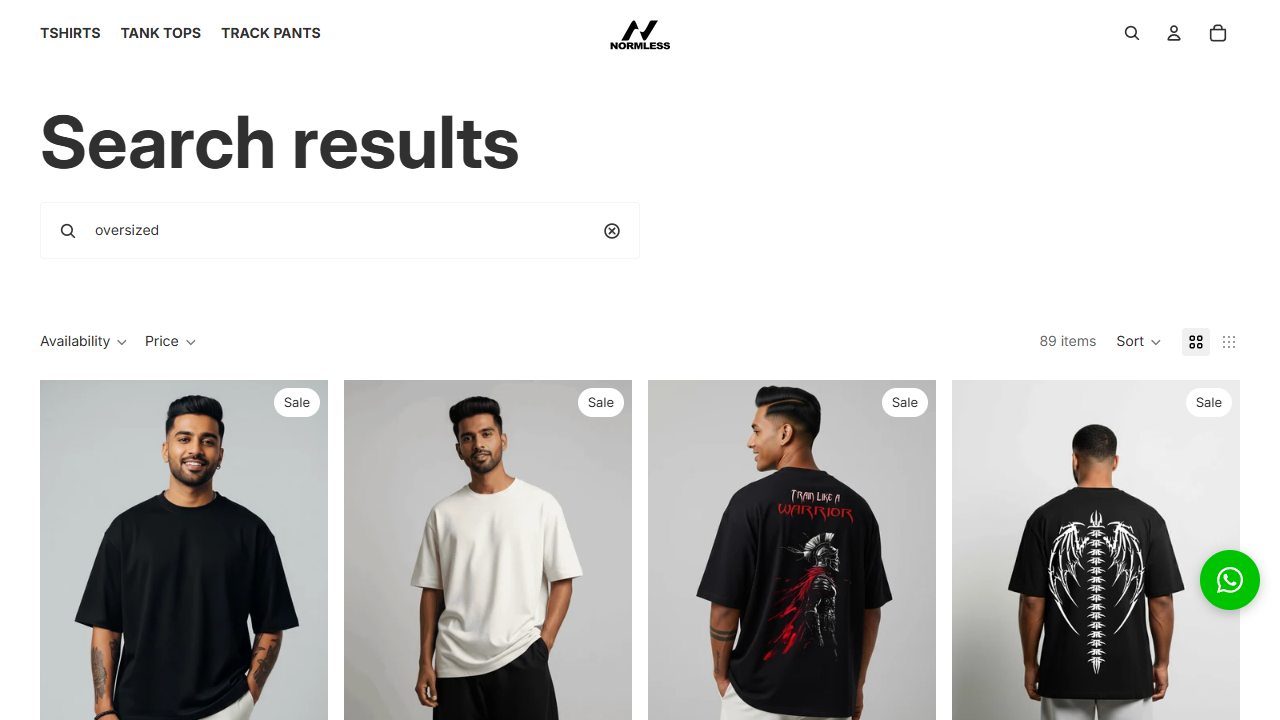 TSHIRTS TANK TOPS TRACK PANTS
NORMLESS
Search results
oversized
Availability Price 89 items Sort
Sale Sale Sale Sale
TRAIN LIKE A
WARRIOR